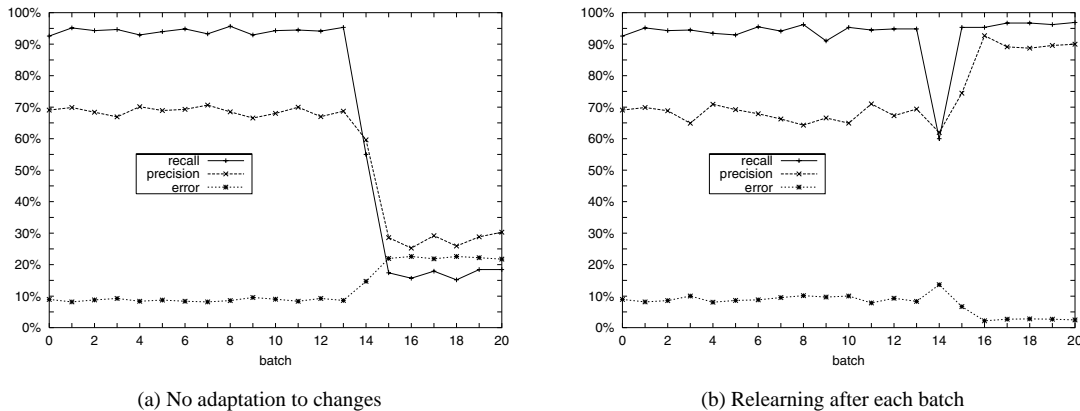 100%
90%
80%
70%
60%
50%
40%
30%
20%
10%
0%
recall
precision
error
0 2 4 6 8 10 12 14 16 18 20
batch
(a) No adaptation to changes
100%
90%
80%
70%
60%
50%
40%
30%
20%
10%
0%
recall
precision
error
0 2 4 6 8 10 12 14 16 18 20
batch
(b) Relearning after each batch